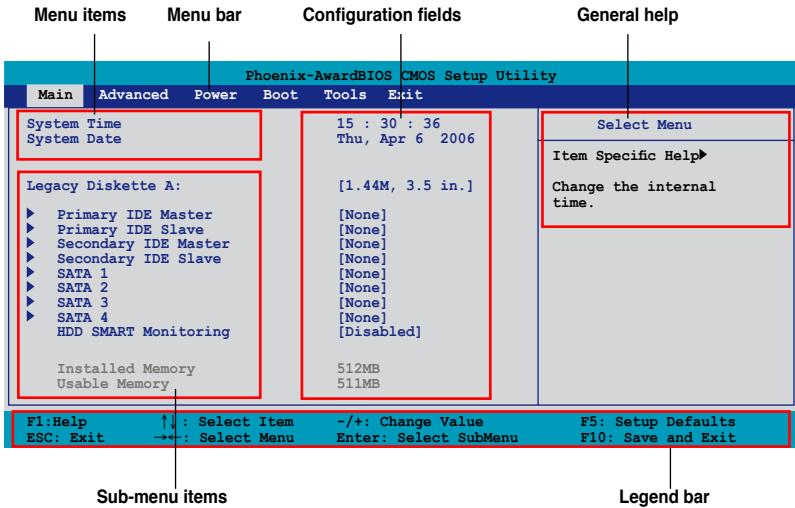 Menu items Menu bar Configuration fields General help
Phoenix-AwardBIOS CMOS Setup Utility
Main Advanced Power Boot Tools Exit
System Time 15 : 30 : 36
System Date Thu, Apr 6 2006
Select Menu
Item Specific Help▶
Change the internal
time.
Legacy Diskette A: [1.44M, 3.5 in.]
▶ Primary IDE Master [None]
▶ Primary IDE Slave [None]
▶ Secondary IDE Master [None]
▶ Secondary IDE Slave [None]
▶ SATA 1 [None]
▶ SATA 2 [None]
▶ SATA 3 [None]
▶ SATA 4 [None]
HDD SMART Monitoring [Disabled]
Installed Memory 512MB
Usable Memory 511MB
F1:Help ↑↓: Select Item -/+: Change Value F5: Setup Defaults
ESC: Exit →←: Select Menu Enter: Select SubMenu F10: Save and Exit
Sub-menu items Legend bar